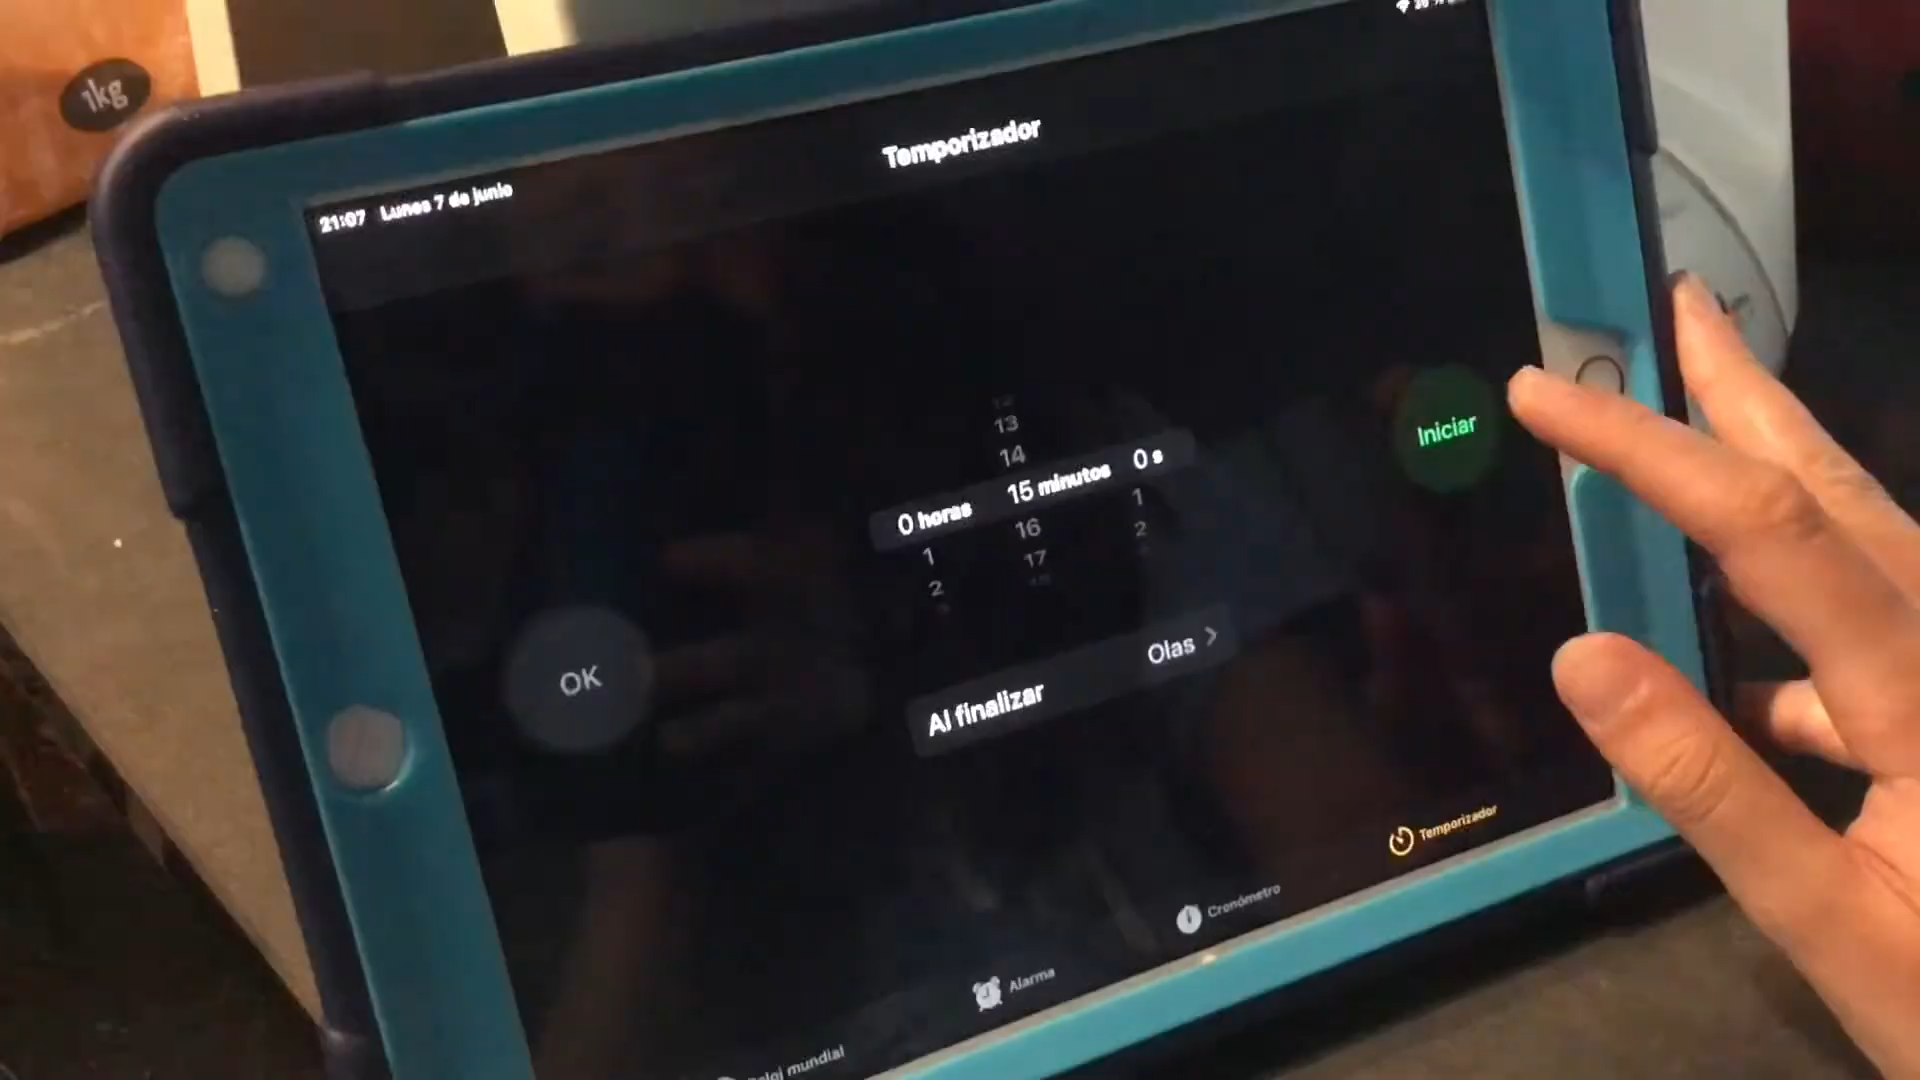 1kg
Temporizador
21:07 Lunes 7 de junio
13
14
0 horas 15 minutos 0 s
1 16 1
2 17 2
Iniciar
OK
Al finalizar Olas >
Temporizador
Cronómetro
Alarma
mundial